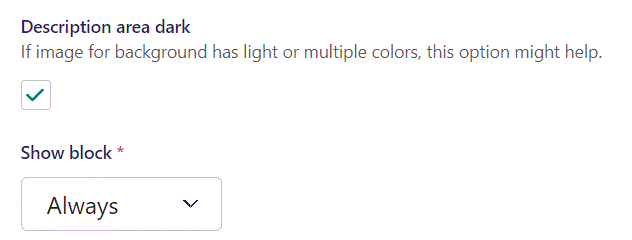 Description area dark
If image for background has light or multiple colors, this option might help.
Show block *
Always